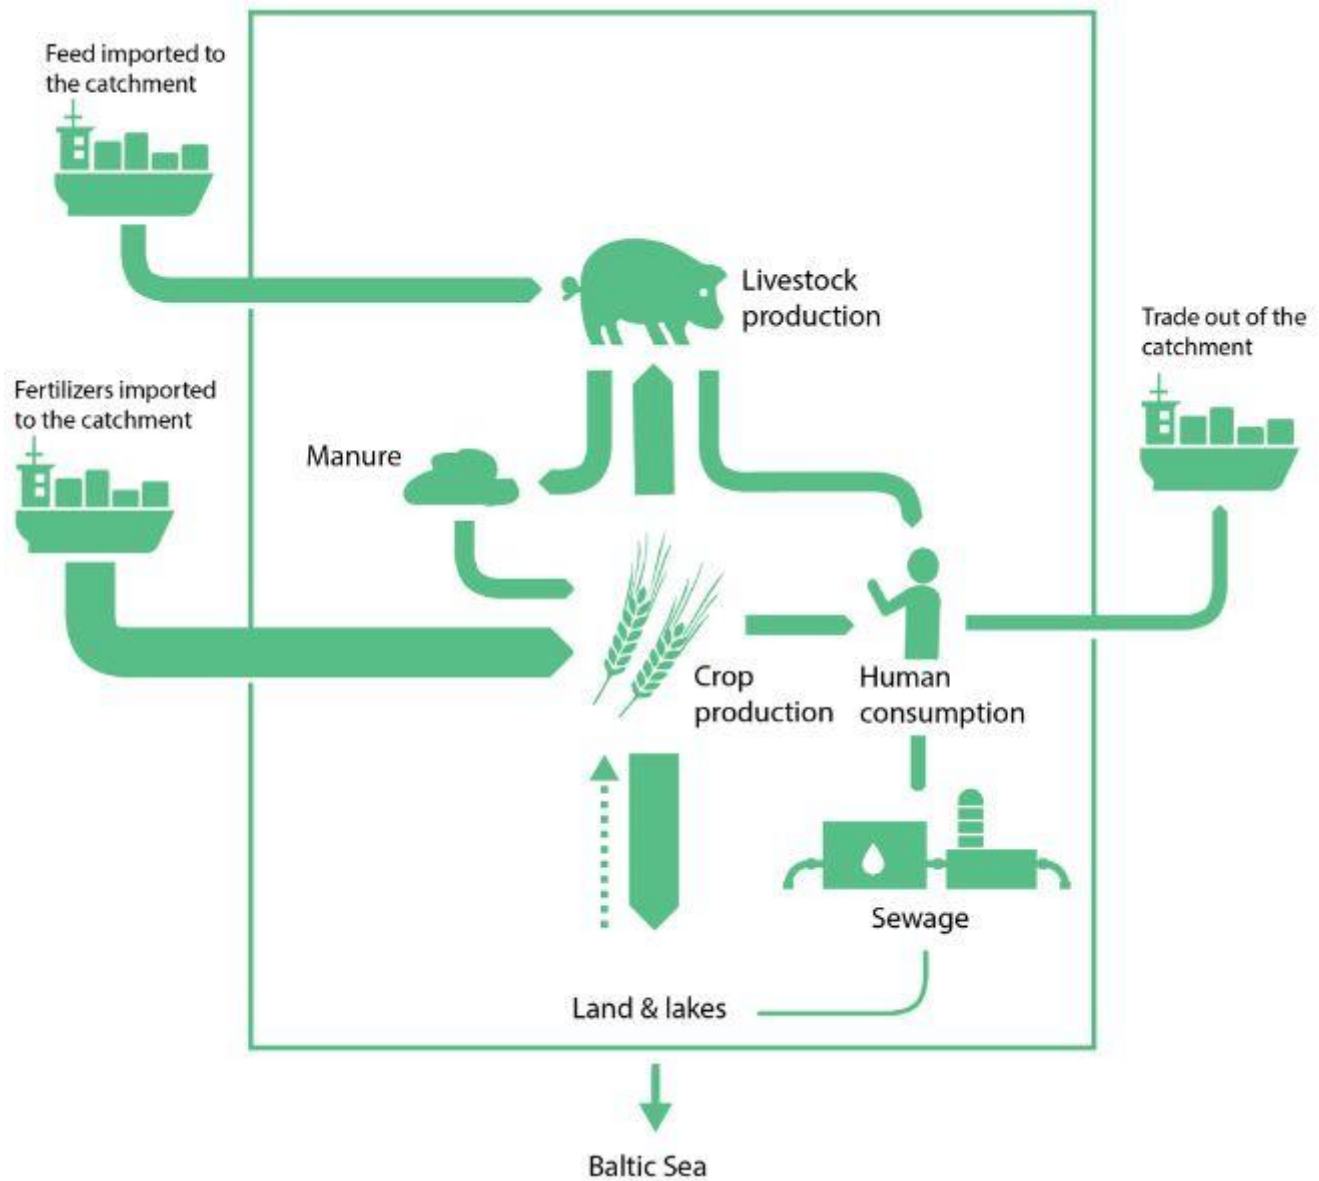 Feed imported to
the catchment
Livestock
production
Trade out of the
catchment
Fertilizers imported
to the catchment
Manure
Crop
production
Human
consumption
Sewage
Land & lakes
Baltic Sea